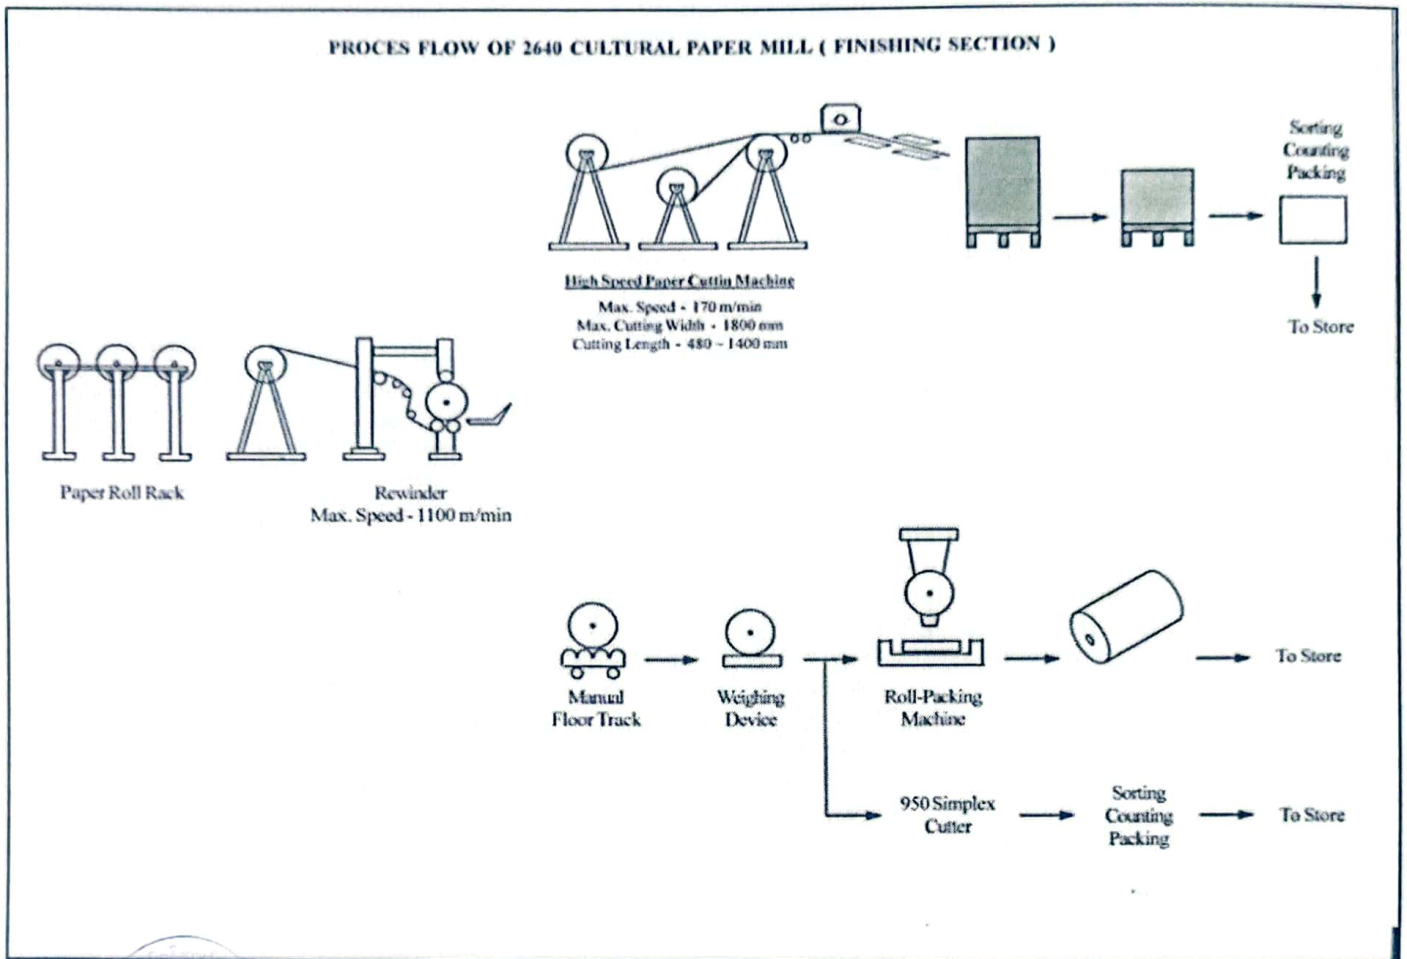 PROCES FLOW OF 2640 CULTURAL PAPER MILL ( FINISHING SECTION )
Sorting
Counting
Packing
To Store
High Speed Paper Cuttin Machine
Max. Speed - 170 m/min
Max. Cutting Width - 1800 mm
Cutting Length - 480 ~ 1400 mm
Paper Roll Rack
Rewinder
Max. Speed - 1100 m/min
Manual
Floor Track
Weighing
Device
Roll-Packing
Machine
To Store
950 Simplex
Cutter
Sorting
Counting
Packing
To Store